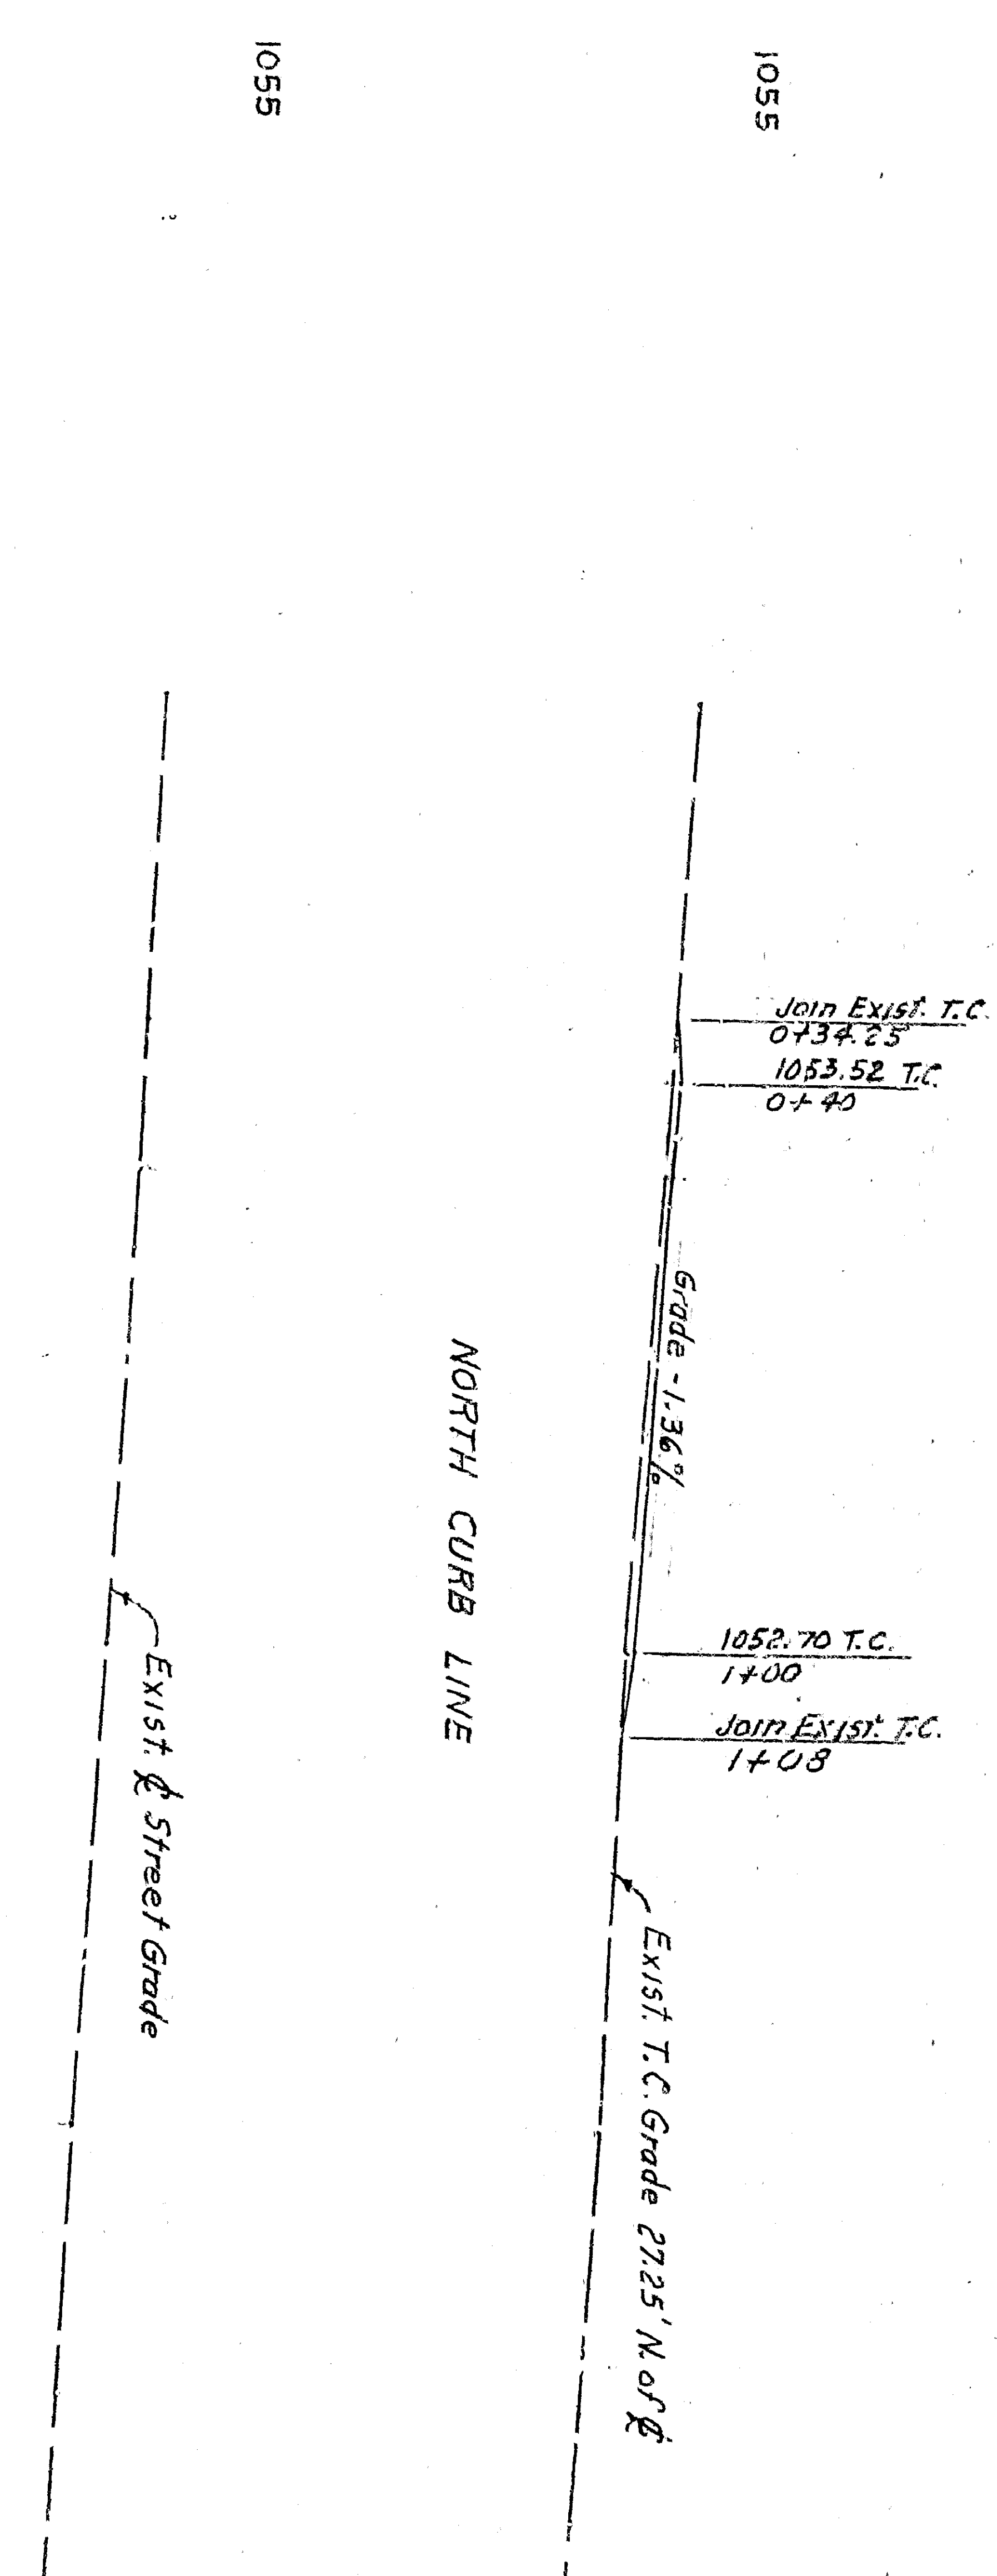 1055
1055
Join Exist. T.C.
0+34.25
1053.52 T.C.
0+40
Grade -1.36%
NORTH CURB LINE
1052.70 T.C.
1+00
Join Exist. T.C.
1+08
Exist. ℄ Street Grade
Exist. T.C. Grade 27.25' N. of ℄